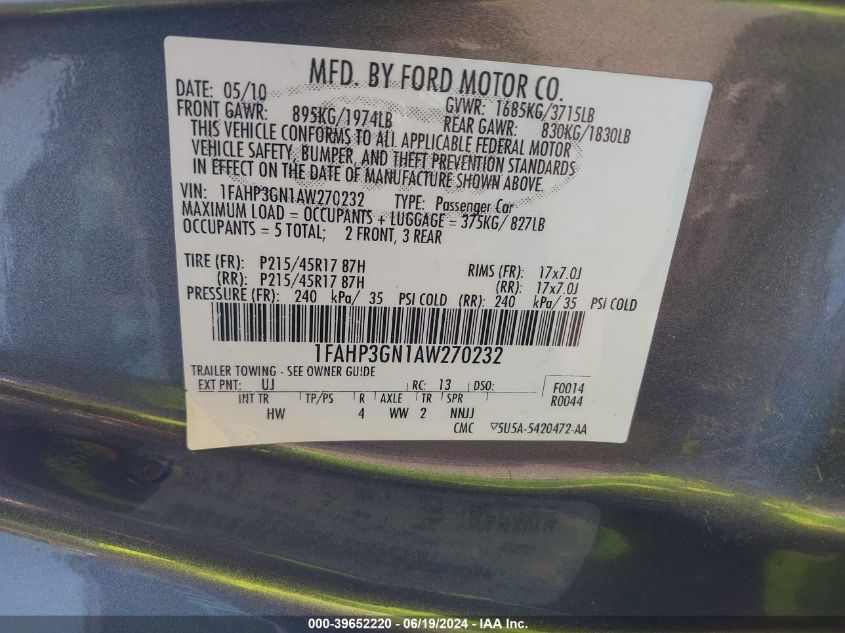 MFD. BY FORD MOTOR CO.
DATE: 05/10 GVWR: 1685KG/3715LB
FRONT GAWR: 895KG/1974LB REAR GAWR: 830KG/1830LB
THIS VEHICLE CONFORMS TO ALL APPLICABLE FEDERAL MOTOR
VEHICLE SAFETY, BUMPER, AND THEFT PREVENTION STANDARDS
IN EFFECT ON THE DATE OF MANUFACTURE SHOWN ABOVE.
VIN: 1FAHP3GN1AW270232 TYPE: Passenger Car
MAXIMUM LOAD = OCCUPANTS + LUGGAGE = 375KG/ 827LB
OCCUPANTS = 5 TOTAL; 2 FRONT, 3 REAR
TIRE (FR): P215/45R17 87H RIMS (FR): 17x7.0J
(RR): P215/45R17 87H (RR): 17x7.0J
PRESSURE (FR): 240 kPa/ 35 PSI COLD (RR): 240 kPa/ 35 PSI COLD
1FAHP3GN1AW270232
TRAILER TOWING - SEE OWNER GUIDE
EXT PNT: UJ RC: 13 DSO: F0014
INT TR TP/PS R AXLE TR SPR R0044
HW 4 WW 2 NNJJ
CMC ▽5U5A-5420472-AA
000-39652220 - 06/19/2024 - IAA Inc.